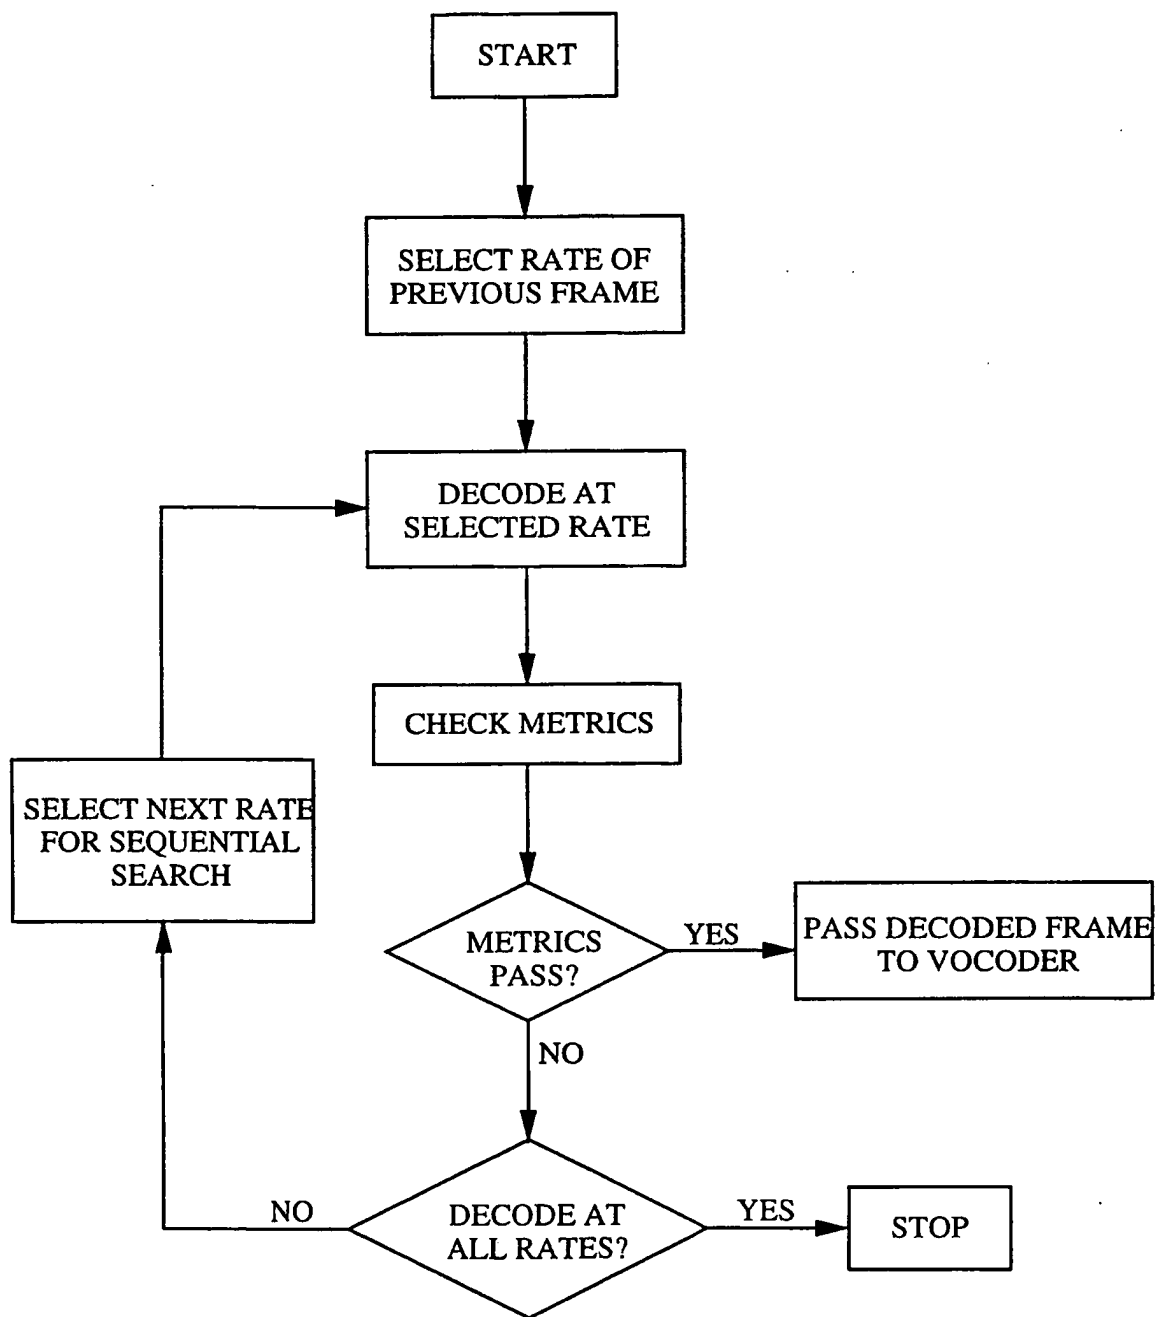 START
SELECT RATE OF
PREVIOUS FRAME
DECODE AT
SELECTED RATE
CHECK METRICS
SELECT NEXT RATE
FOR SEQUENTIAL
SEARCH
METRICS
PASS?
YES
PASS DECODED FRAME
TO VOCODER
NO
DECODE AT
ALL RATES?
NO
YES
STOP